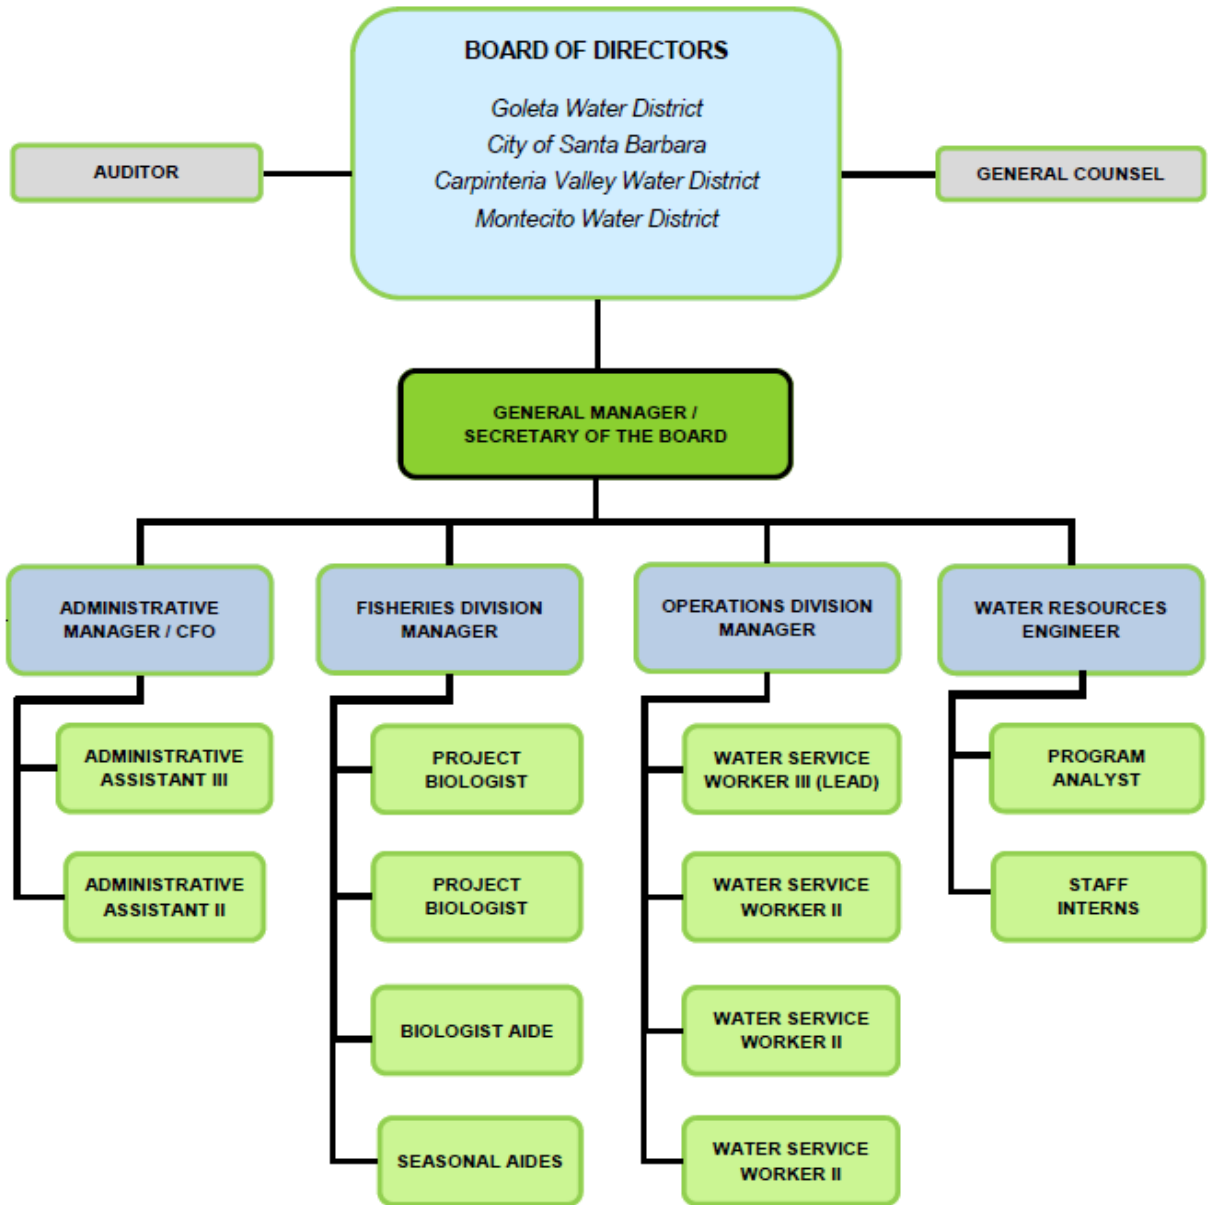 BOARD OF DIRECTORS
Goleta Water District
City of Santa Barbara
Carpinteria Valley Water District
Montecito Water District
AUDITOR
GENERAL COUNSEL
GENERAL MANAGER /
SECRETARY OF THE BOARD
ADMINISTRATIVE
MANAGER / CFO
FISHERIES DIVISION
MANAGER
OPERATIONS DIVISION
MANAGER
WATER RESOURCES
ENGINEER
ADMINISTRATIVE
ASSISTANT III
ADMINISTRATIVE
ASSISTANT II
PROJECT
BIOLOGIST
PROJECT
BIOLOGIST
BIOLOGIST AIDE
SEASONAL AIDES
WATER SERVICE
WORKER III (LEAD)
WATER SERVICE
WORKER II
WATER SERVICE
WORKER II
WATER SERVICE
WORKER II
PROGRAM
ANALYST
STAFF
INTERNS